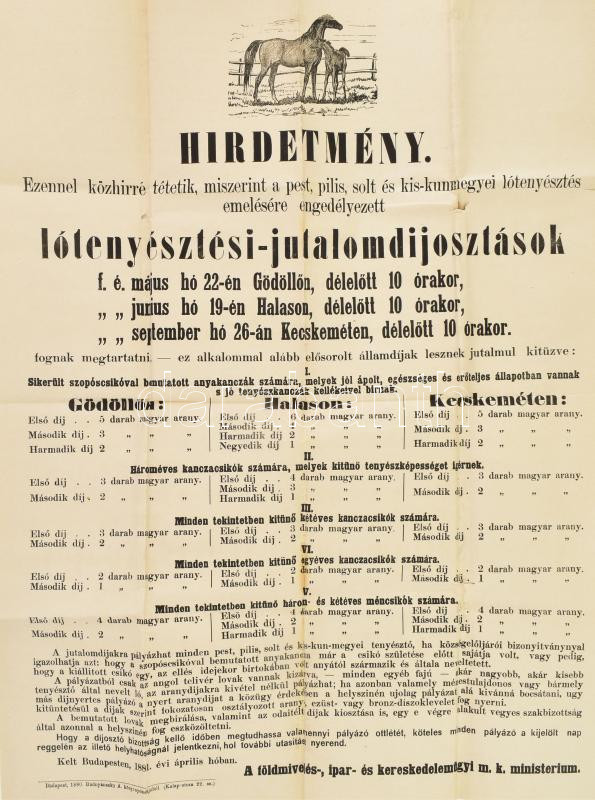 HIRDETMÉNY.
Ezennel közhirré tétetik, miszerint a pest, pilis, solt és kis-kunmegyei lótenyésztés
emelésére engedélyezett
lótenyésztési-jutalomdijosztások
f. é. május hó 22-én Gödöllőn, délelőtt 10 órakor,
„ „ junius hó 19-én Halason, délelőtt 10 órakor,
„ „ september hó 26-án Kecskeméten, délelőtt 10 órakor.
fognak megtartatni — ez alkalommal alább elősorolt államdíjak lesznek jutalmul kitüzve:
I.
Sikerült szopóscsikóval bemutatott anyakanczák számára, melyek jól ápolt, egészséges és erőteljes állapotban vannak
s jó tenyészkanczák kellékeivel birnak.
Gödöllőn: Halason: Kecskeméten:
Első dij . . 5 darab magyar arany. Első dij . . 6 darab magyar arany. Első dij . . 5 darab magyar arany.
Második dij . 3 „ „ „ Második dij . „ „ „ Második dij . 3 „ „ „
Harmadik dij 2 „ „ „ Harmadik dij 2 „ „ „ Harmadik dij 2 „ „ „
Negyedik dij 1 „ „ „
II.
Hároméves kanczacsikók számára, melyek kitünő tenyészképességet igérnek.
Első dij . . 3 darab magyar arany. Első dij . . 4 darab magyar arany. Első dij . . 3 darab magyar arany.
Második dij . 2 „ „ „ Második dij . 3 „ „ „ Második dij . 2 „ „ „
Harmadik dij 1 „ „ „
III.
Minden tekintetben kitünő kétéves kanczacsikók számára.
Első dij . . 3 darab magyar arany. Első dij . . 3 darab magyar arany. Első dij . . 3 darab magyar arany.
Második dij . 2 „ „ „ Második dij . 2 „ „ „ Második dij . 2 „ „ „
VI.
Minden tekintetben kitünő egyéves kanczacsikók számára.
Első dij . . 2 darab magyar arany. Első dij . . 2 darab magyar arany. Első dij . . 2 darab magyar arany.
Második dij . 1 „ „ „ Második dij . 1 „ „ „ Második dij . 1 „ „ „
V.
Minden tekintetben kitünő három- és kétéves méncsikók számára.
Első dij . . 4 darab magyar arany. Első dij . . 4 darab magyar arany. Első dij . . 4 darab magyar arany.
Második dij . 2 „ „ „ Második dij . 2 „ „ „ Második dij . 2 „ „ „
Harmadik dij 1 „ „ „
A jutalomdijakra pályázhat minden pest, pilis, solt és kis-kun-megyei tenyésztő, ha községelőljárói bizonyitványnyal
igazolhatja azt: hogy a szopóscsikóval bemutatott anyakancza már a csikó születése előtt sajátja volt, vagy pedig,
hogy a kiállitott csikó egy, az ellés idejekor birtokában volt anyától származik és általa neveltetett.
A pályázatból csak az angol telivér lovak vannak kizárva, — minden egyéb fajú — akár nagyobb, akár kisebb
tenyésztő által nevelt ló, az aranydijakra kivétel nélkül pályázhat; ha azonban valamely méntulajdonos vagy bármely
más díjnyertes pályázó a nyert aranydijat a közügy érdekében a helyszinén ujolag pályázat alá kivánná bocsátani, ugy
kitüntetésül a dijak szerint fokozatosan osztályozott arany, ezüst- vagy bronz-diszoklevelet fog nyerni.
A bemutatott lovak megbirálása, valamint az odaitélt dijak kiosztása is, egy e végre alakult vegyes szakbizottság
által azonnal a helyszinén fog eszközöltetni.
Hogy a dijosztó bizottság kellő időben megtudhassa valamennyi pályázó ottlétét, köteles minden pályázó a kijelölt nap
reggelén az illető helyhatóságnál jelentkezni, hol további utasitást nyerend.
Kelt Budapesten, 1881. évi április hóban.
A földmivelés-, ipar- és kereskedelemügyi m. k. ministerium.
Budapest, 1880.